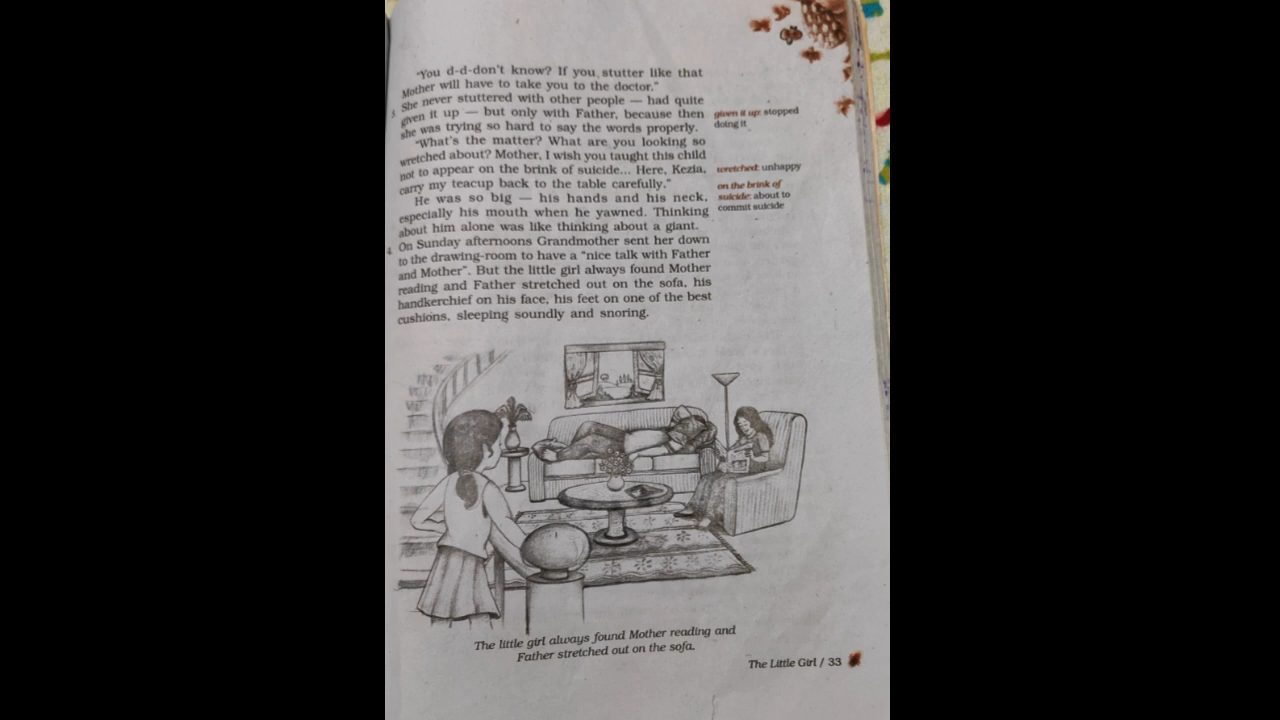 “You d-d-don’t know? If you stutter like that
Mother will have to take you to the doctor.”
3 She never stuttered with other people — had quite
given it up — but only with Father, because then
she was trying so hard to say the words properly.
“What’s the matter? What are you looking so
wretched about? Mother, I wish you taught this child
not to appear on the brink of suicide... Here, Kezia,
carry my teacup back to the table carefully.”
He was so big — his hands and his neck,
especially his mouth when he yawned. Thinking
about him alone was like thinking about a giant.
4 On Sunday afternoons Grandmother sent her down
to the drawing-room to have a “nice talk with Father
and Mother”. But the little girl always found Mother
reading and Father stretched out on the sofa, his
handkerchief on his face, his feet on one of the best
cushions, sleeping soundly and snoring.
given it up: stopped
doing it
wretched: unhappy
on the brink of
suicide: about to
commit suicide
The little girl always found Mother reading and
Father stretched out on the sofa.
The Little Girl / 33